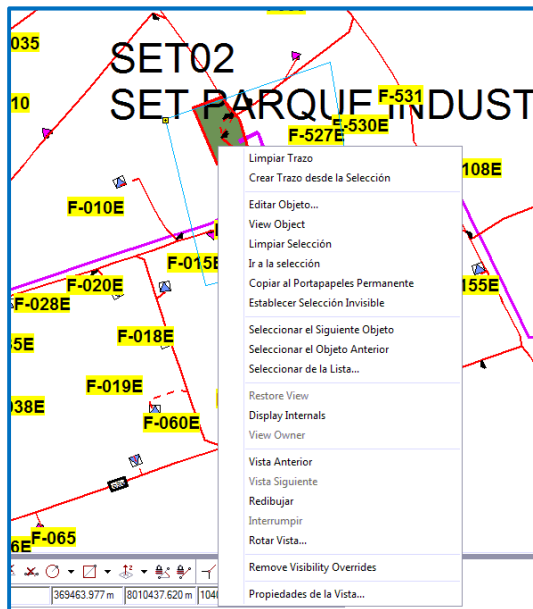 035
SET02
10
SET PARQUE INDUST
F-531
F-530E
F-527E
108E
F-010E
F-015E
F-020E
F-028E
155E
F-018E
35E
F-019E
038E
F-060E
F-065
6E
Limpiar Trazo
Crear Trazo desde la Selección
Editar Objeto...
View Object
Limpiar Selección
Ir a la selección
Copiar al Portapapeles Permanente
Establecer Selección Invisible
Seleccionar el Siguiente Objeto
Seleccionar el Objeto Anterior
Seleccionar de la Lista...
Restore View
Display Internals
View Owner
Vista Anterior
Vista Siguiente
Redibujar
Interrumpir
Rotar Vista...
Remove Visibility Overrides
Propiedades de la Vista...
369463.977 m
8010437.620 m
1040